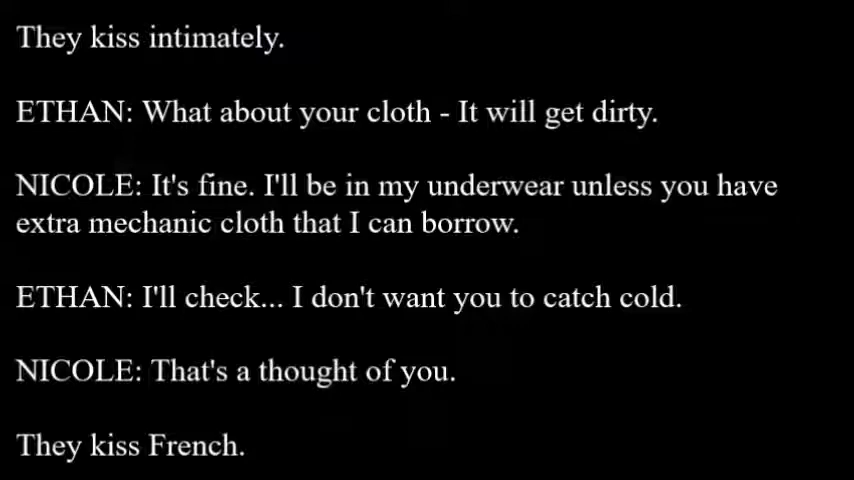 They kiss intimately.
ETHAN: What about your cloth - It will get dirty.
NICOLE: It's fine. I'll be in my underwear unless you have
extra mechanic cloth that I can borrow.
ETHAN: I'll check... I don't want you to catch cold.
NICOLE: That's a thought of you.
They kiss French.